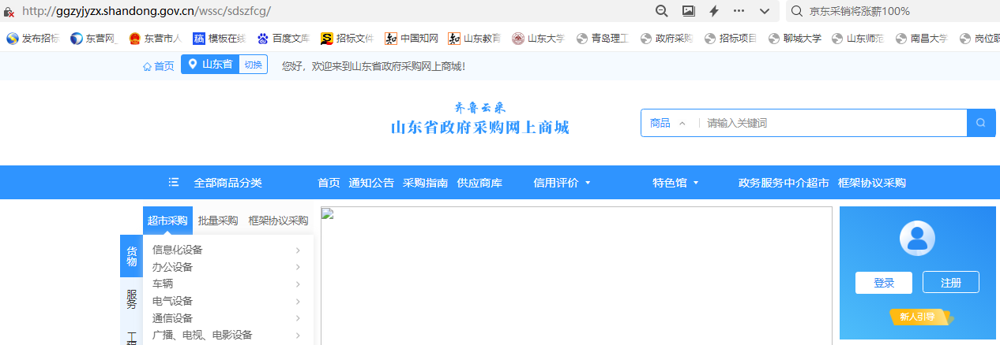 http://ggzyjyzx.shandong.gov.cn/wssc/sdszfcg/
京东采销将涨薪100%
发布招标 东营网_ 东营市人 模板在线 百度文库 招标文件 中国知网 山东教育 山东大学 青岛理工 政府采购 招标项目 聊城大学 山东师范 南昌大学 岗位职
首页 山东省 切换 您好，欢迎来到山东省政府采购网上商城！
齐鲁云采
山东省政府采购网上商城
商品 请输入关键词
全部商品分类 首页 通知公告 采购指南 供应商库 信用评价 特色馆 政务服务中介超市 框架协议采购
超市采购 批量采购 框架协议采购
货物
信息化设备
办公设备
车辆
电气设备
通信设备
广播、电视、电影设备
服务
工
登录 注册
新人引导